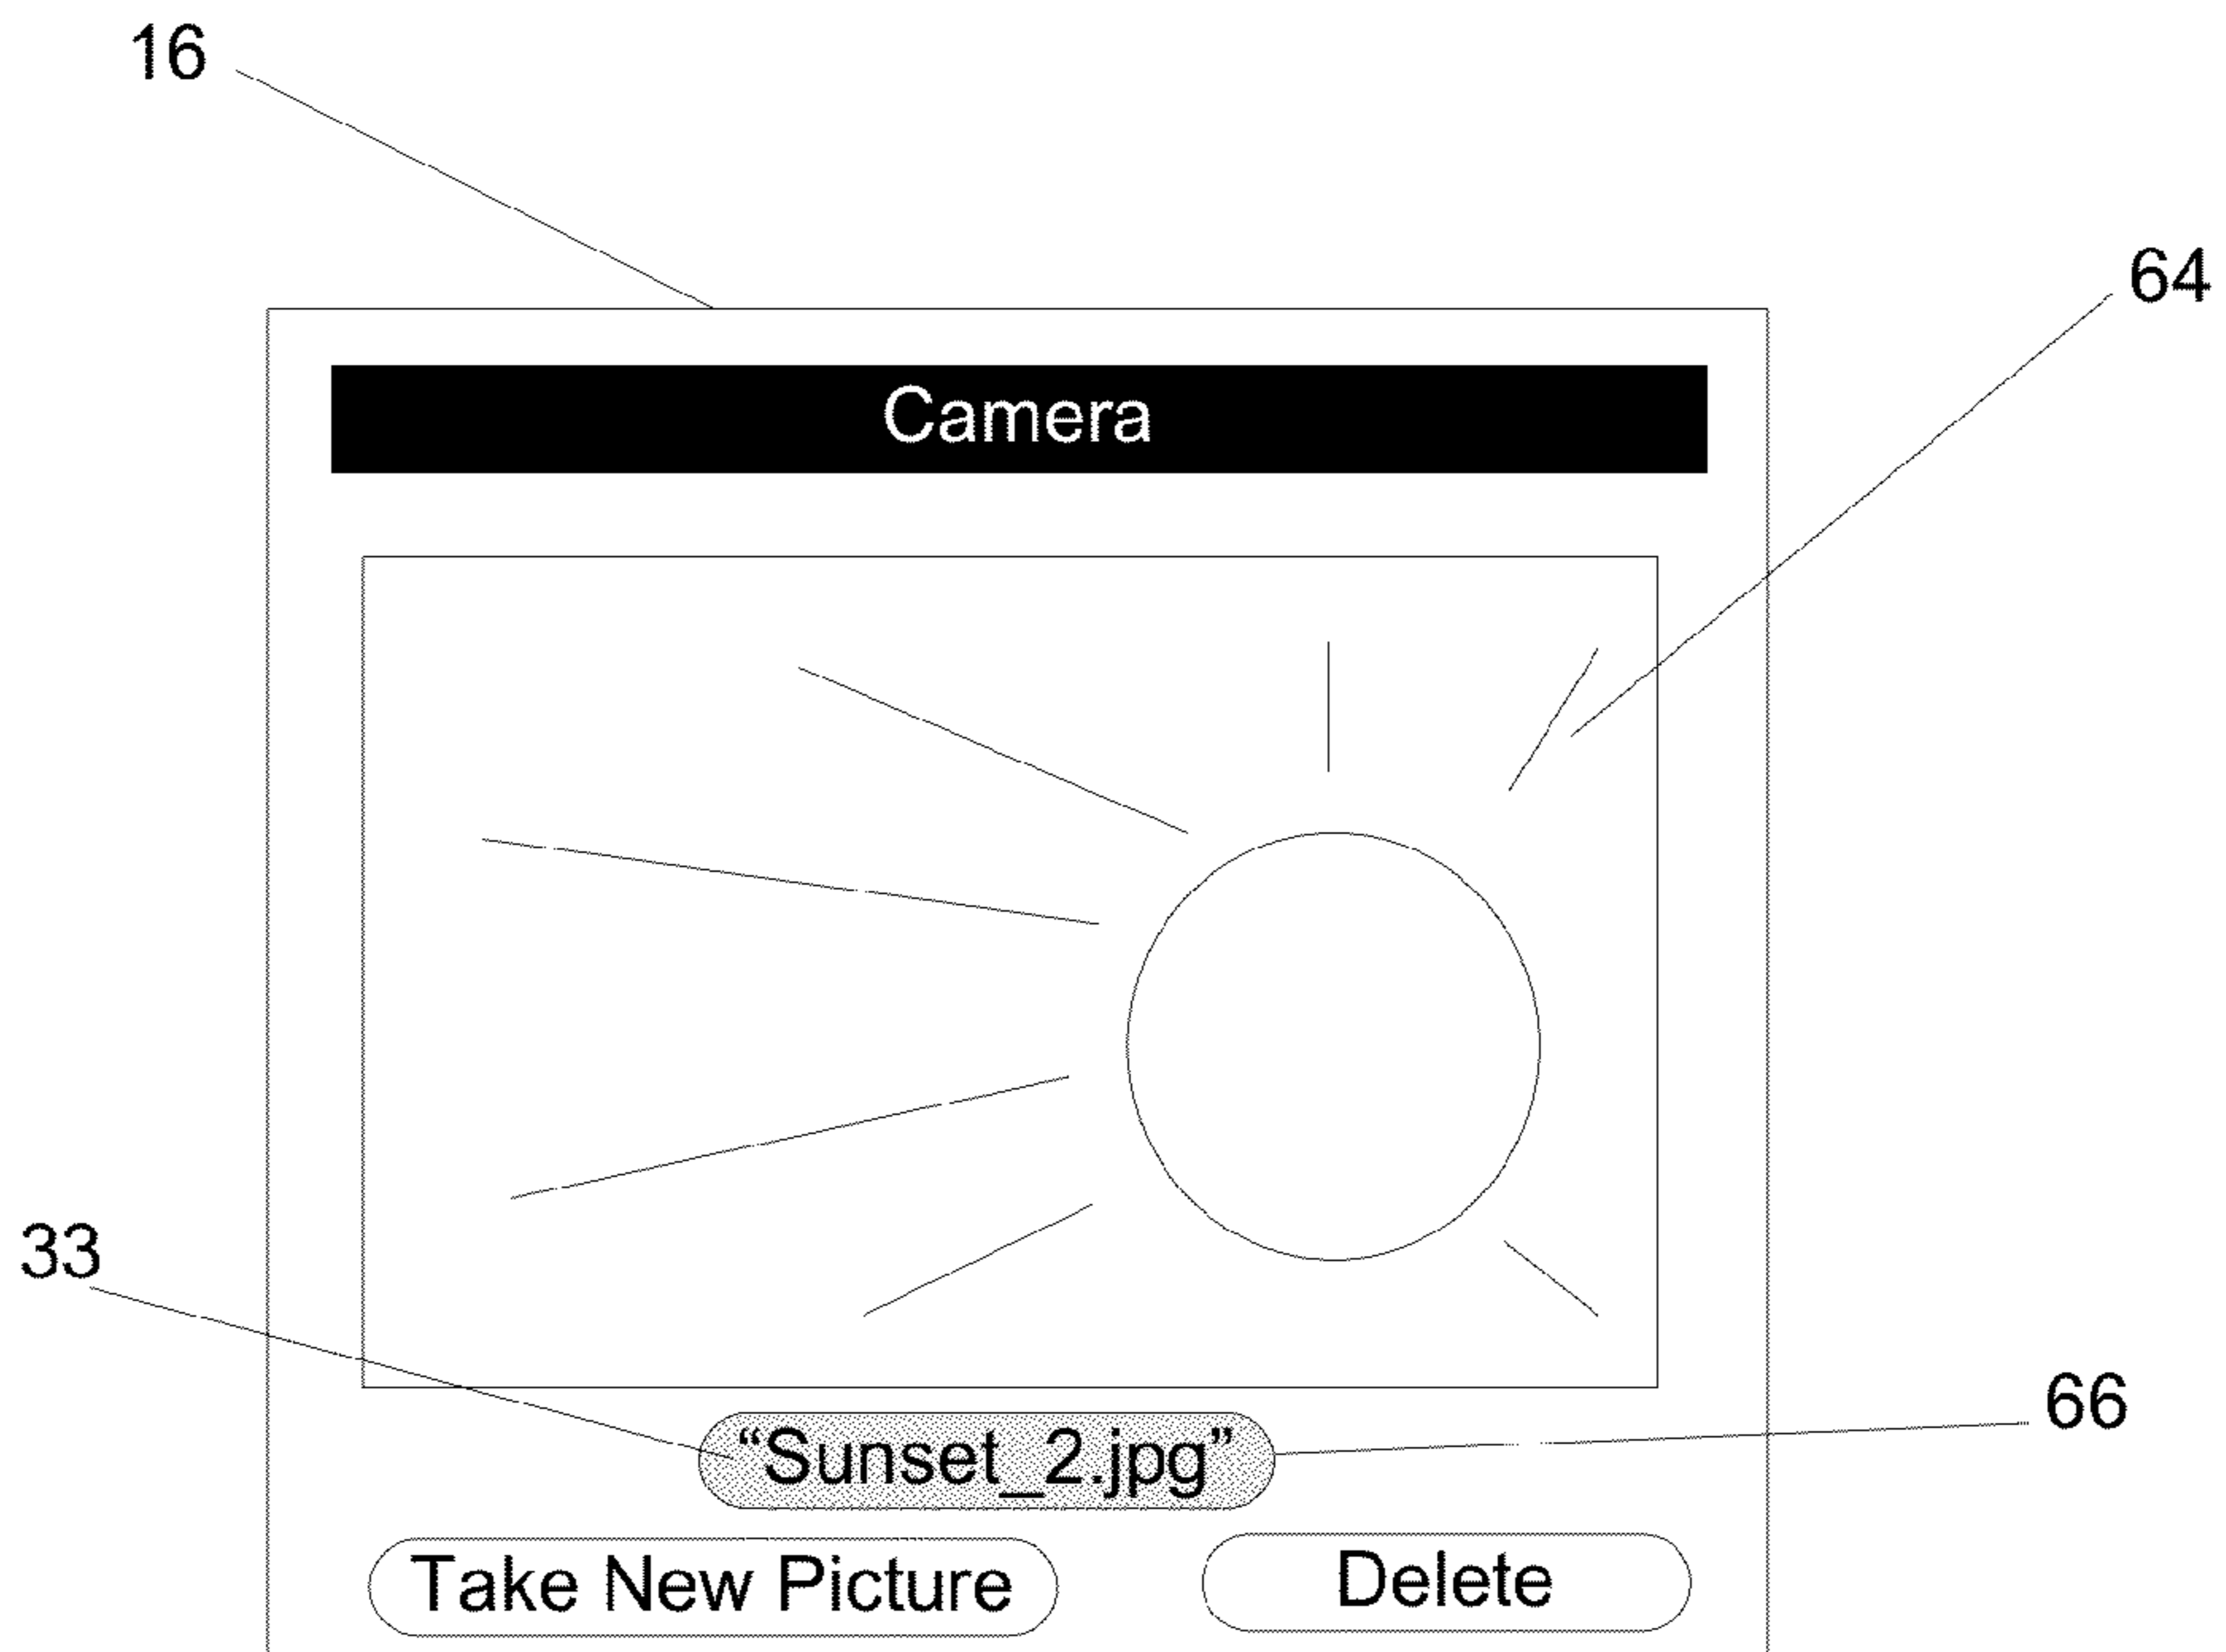 16
64
Camera
33
66
“Sunset_2.jpg”
Take New Picture
Delete